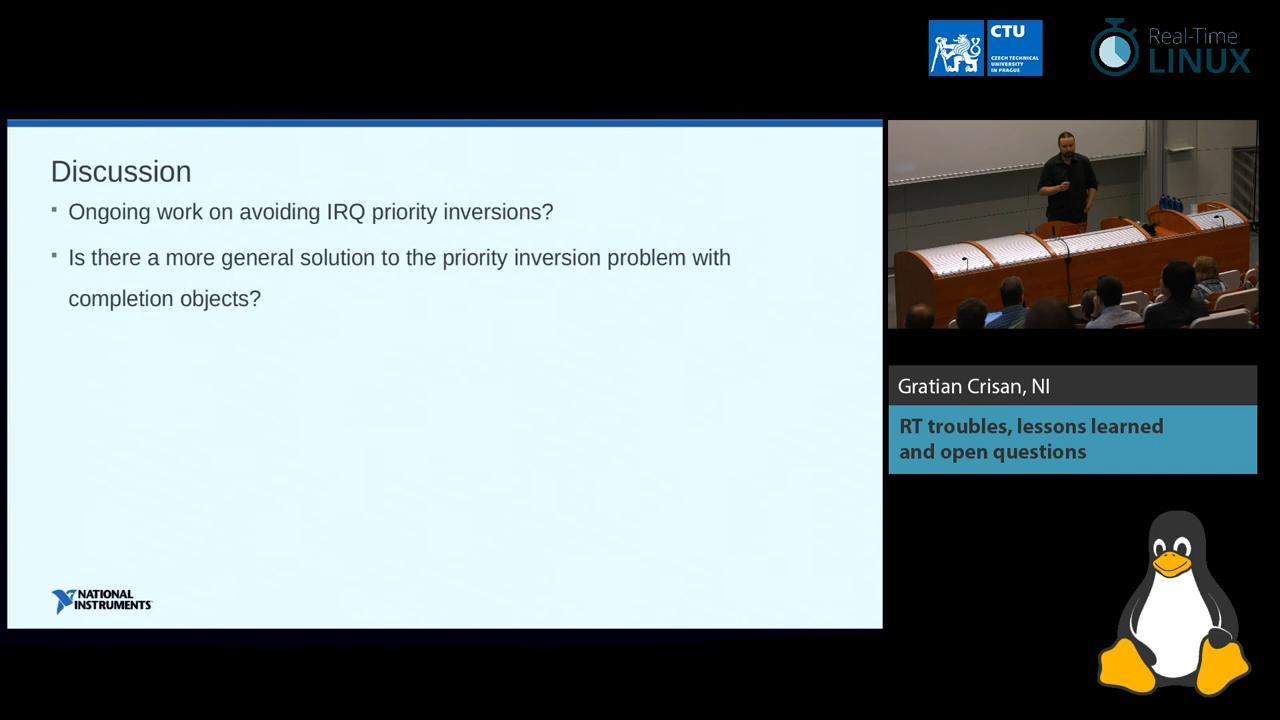 CTU
CZECH TECHNICAL
UNIVERSITY
IN PRAGUE
Real-Time
LINUX
Discussion
Ongoing work on avoiding IRQ priority inversions?
Is there a more general solution to the priority inversion problem with
completion objects?
NATIONAL
INSTRUMENTS
Gratian Crisan, NI
RT troubles, lessons learned
and open questions